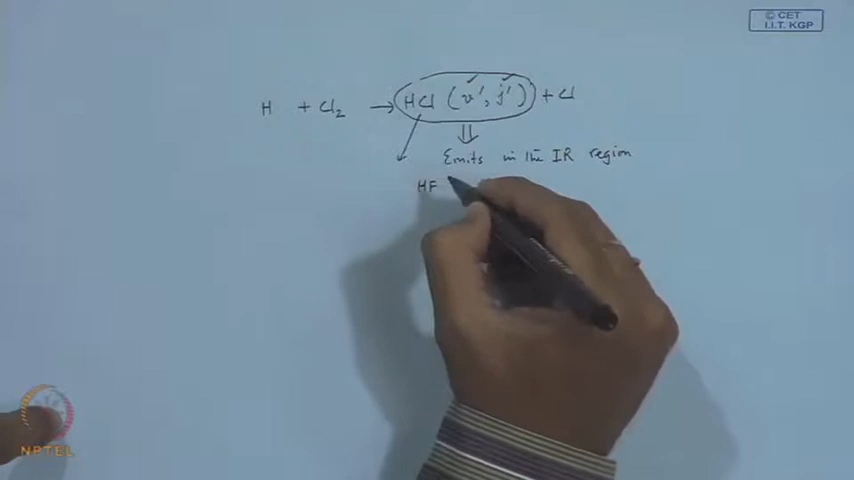 © CET
I.I.T. KGP
H + Cl₂ → HCl (v', j') + Cl
Emits in the IR region
HF
NPTEL